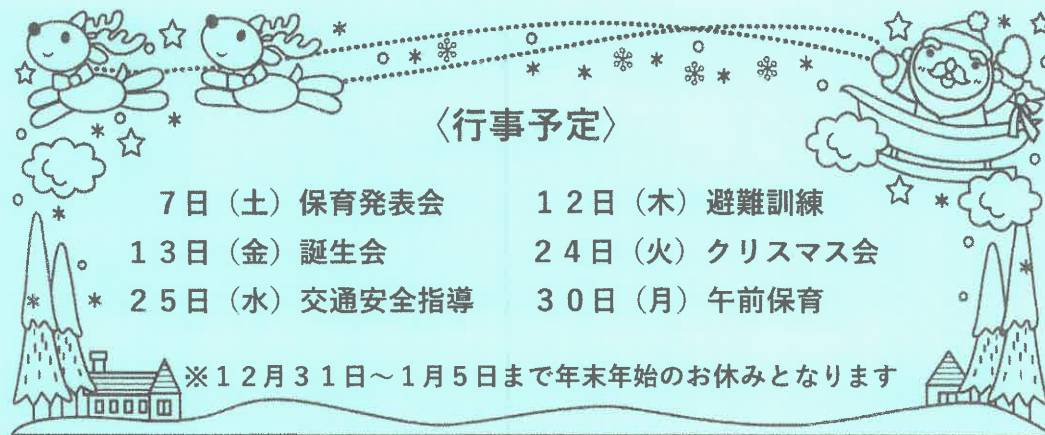 〈行事予定〉
７日（土）保育発表会　１２日（木）避難訓練
１３日（金）誕生会　２４日（火）クリスマス会
２５日（水）交通安全指導　３０日（月）午前保育
※１２月３１日～１月５日まで年末年始のお休みとなります